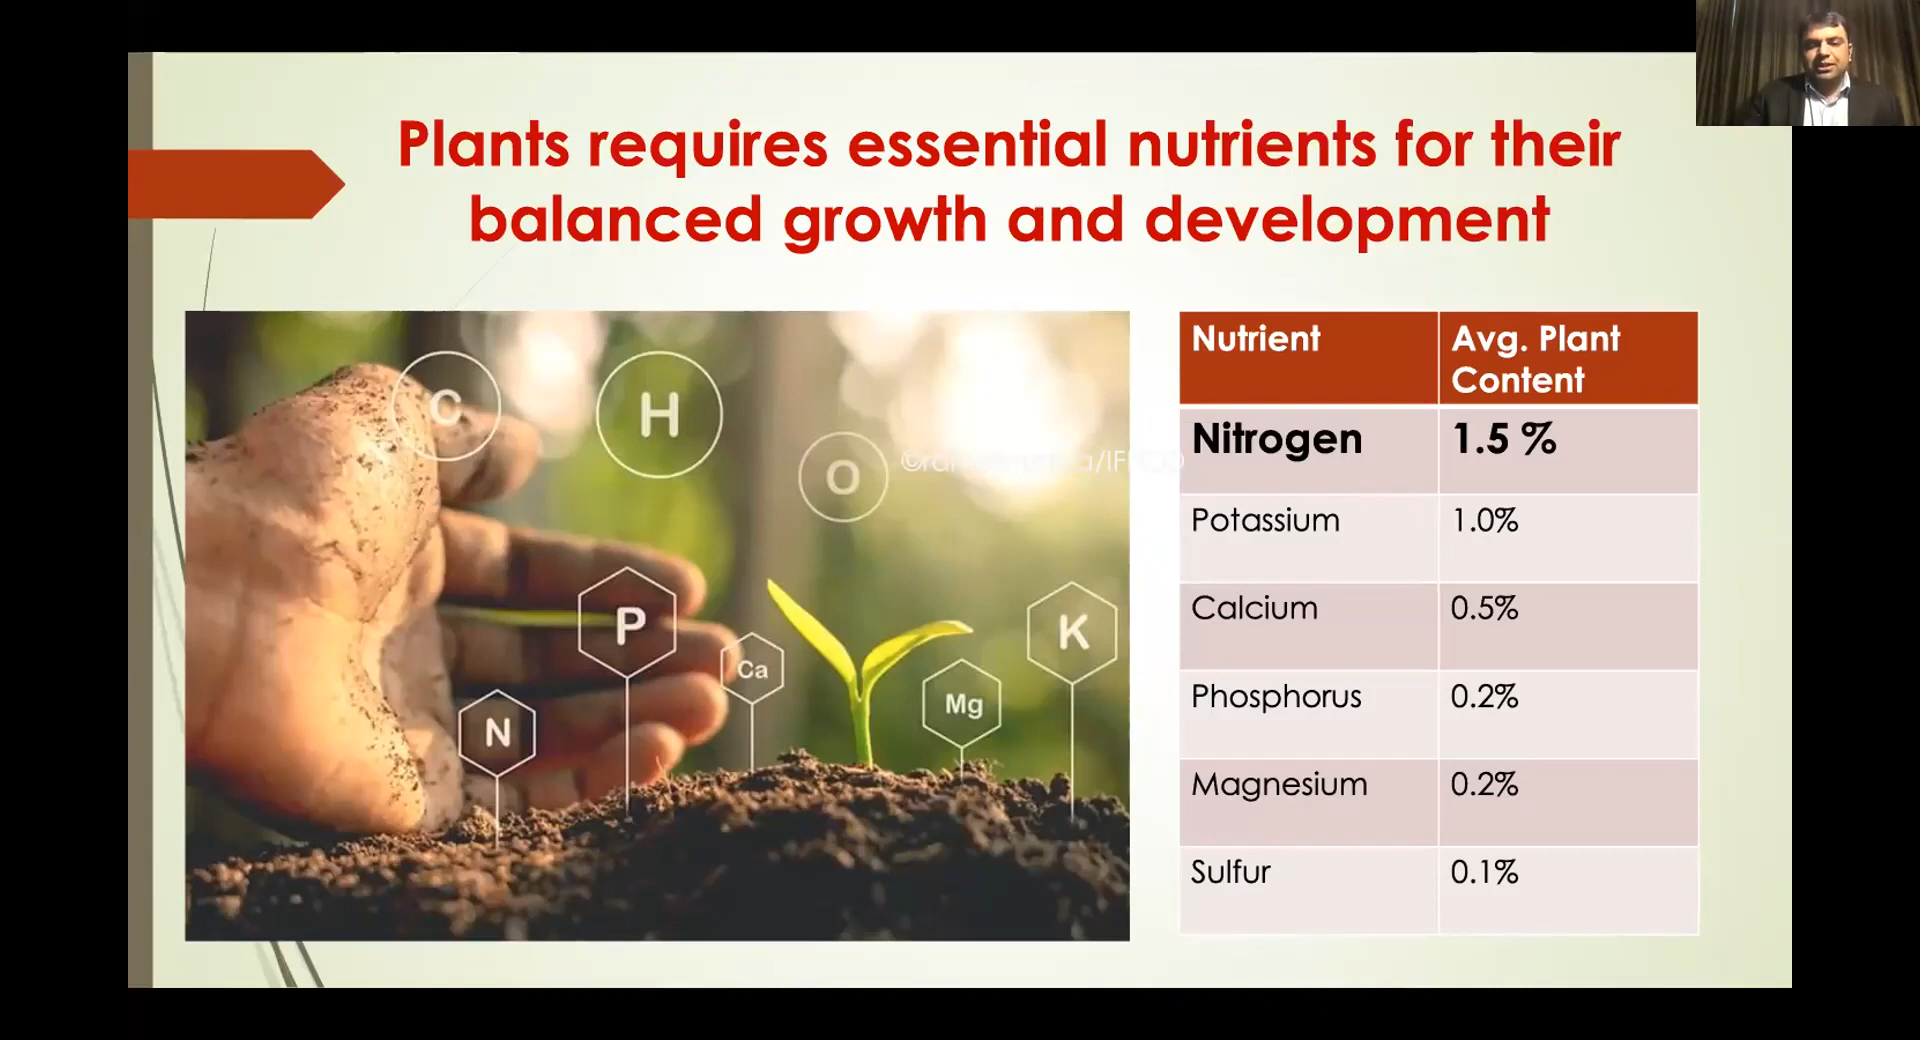 Plants requires essential nutrients for their
balanced growth and development
C
H
O
P
Ca
K
N
Mg
Nutrient
Avg. Plant
Content
Nitrogen
1.5 %
Potassium
1.0%
Calcium
0.5%
Phosphorus
0.2%
Magnesium
0.2%
Sulfur
0.1%